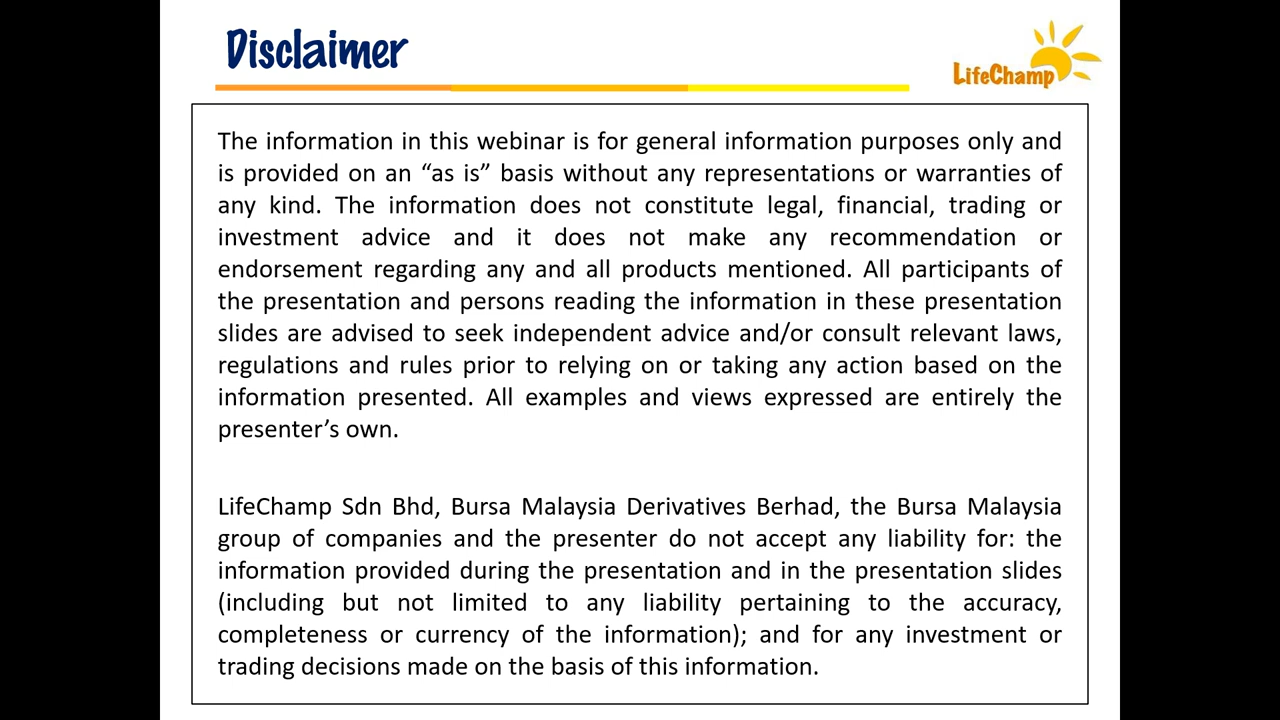 Disclaimer
LifeChamp
The information in this webinar is for general information purposes only and
is provided on an “as is” basis without any representations or warranties of
any kind. The information does not constitute legal, financial, trading or
investment advice and it does not make any recommendation or
endorsement regarding any and all products mentioned. All participants of
the presentation and persons reading the information in these presentation
slides are advised to seek independent advice and/or consult relevant laws,
regulations and rules prior to relying on or taking any action based on the
information presented. All examples and views expressed are entirely the
presenter’s own.
LifeChamp Sdn Bhd, Bursa Malaysia Derivatives Berhad, the Bursa Malaysia
group of companies and the presenter do not accept any liability for: the
information provided during the presentation and in the presentation slides
(including but not limited to any liability pertaining to the accuracy,
completeness or currency of the information); and for any investment or
trading decisions made on the basis of this information.